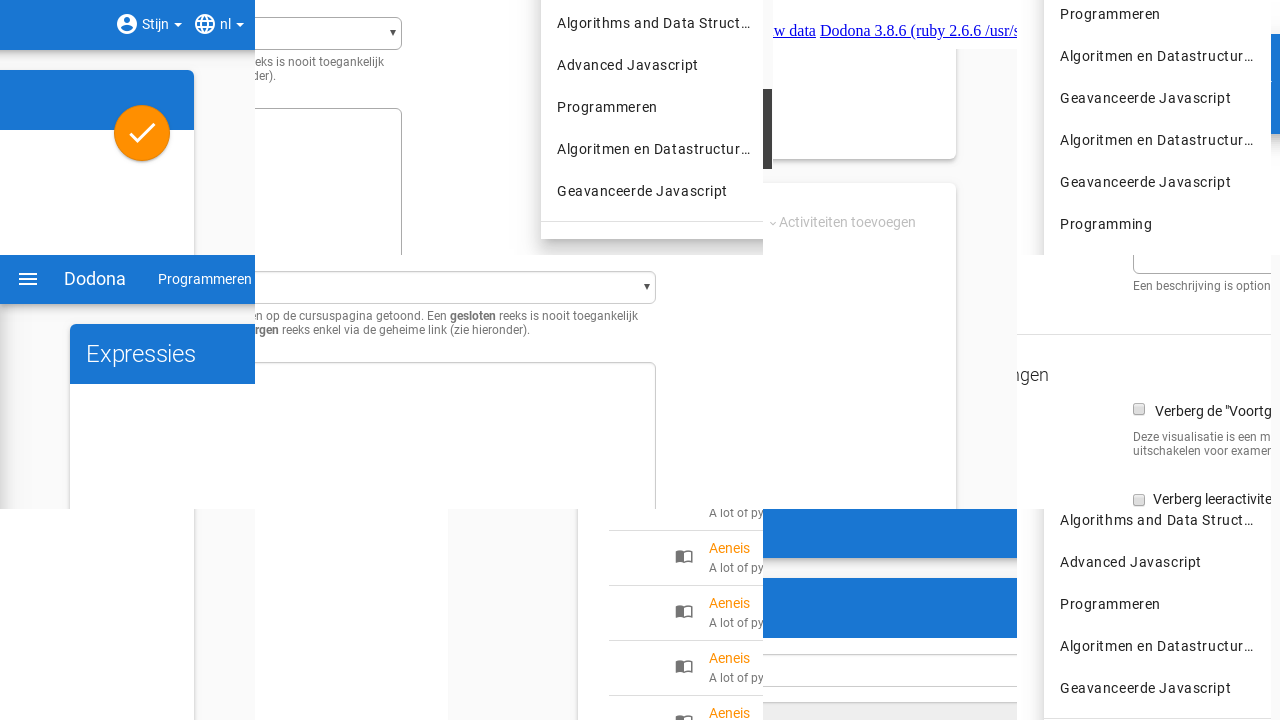 Stijn nl
eeks is nooit toegankelijk
der).
Algorithms and Data Struct...
Advanced Javascript
Programmeren
Algoritmen en Datastructur...
Geavanceerde Javascript
w data Dodona 3.8.6 (ruby 2.6.6 /usr/s
Activiteiten toevoegen
Programmeren
Algoritmen en Datastructur...
Geavanceerde Javascript
Algoritmen en Datastructur...
Geavanceerde Javascript
Programming
Dodona Programmeren
Expressies
en op de cursuspagina getoond. Een gesloten reeks is nooit toegankelijk
rgen reeks enkel via de geheime link (zie hieronder).
Een beschrijving is option
ngen
Verberg de "Voortg
Deze visualisatie is een m
uitschakelen voor examen
Verberg leeractivite
A lot of py
Aeneis
A lot of py
Aeneis
A lot of py
Aeneis
A lot of py
Aeneis
Algorithms and Data Struct...
Advanced Javascript
Programmeren
Algoritmen en Datastructur...
Geavanceerde Javascript